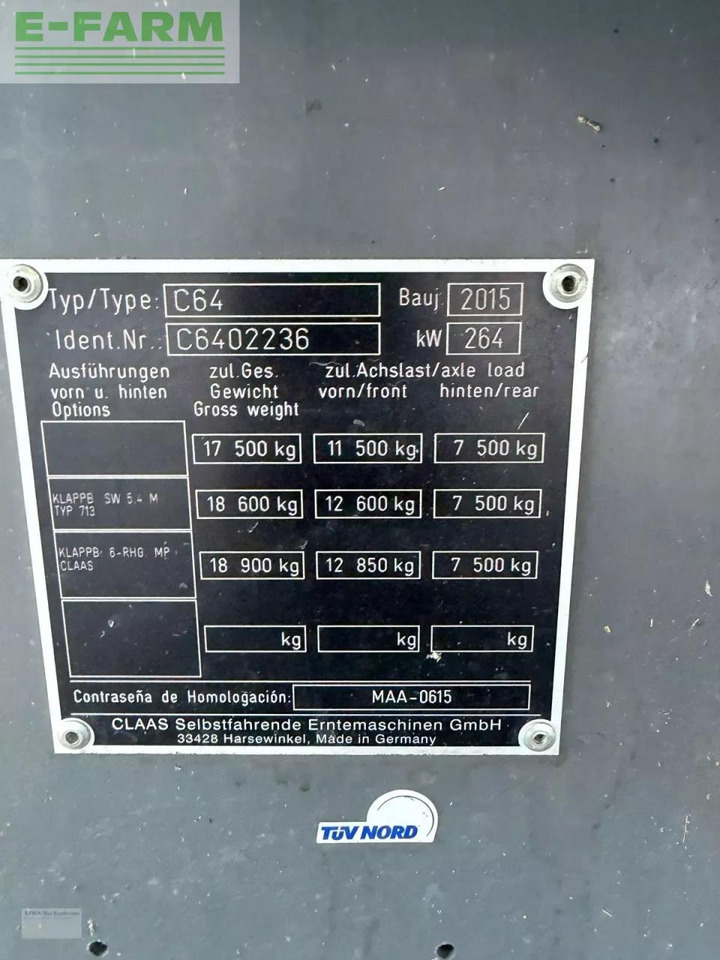 E-FARM
Typ/Type: C64 Bauj. 2015
Ident.Nr.: C6402236 kW 264
Ausführungen zul.Ges. zul.Achslast/axle load
vorn u. hinten Gewicht vorn/front hinten/rear
Options Gross weight
17 500 kg 11 500 kg 7 500 kg
KLAPPB SW 5.4 M 18 600 kg 12 600 kg 7 500 kg
TYP 713
KLAPPB 6-RHG MP 18 900 kg 12 850 kg 7 500 kg
CLAAS
kg kg kg
Contraseña de Homologación: MAA-0615
CLAAS Selbstfahrende Erntemaschinen GmbH
33428 Harsewinkel, Made in Germany
TÜV NORD